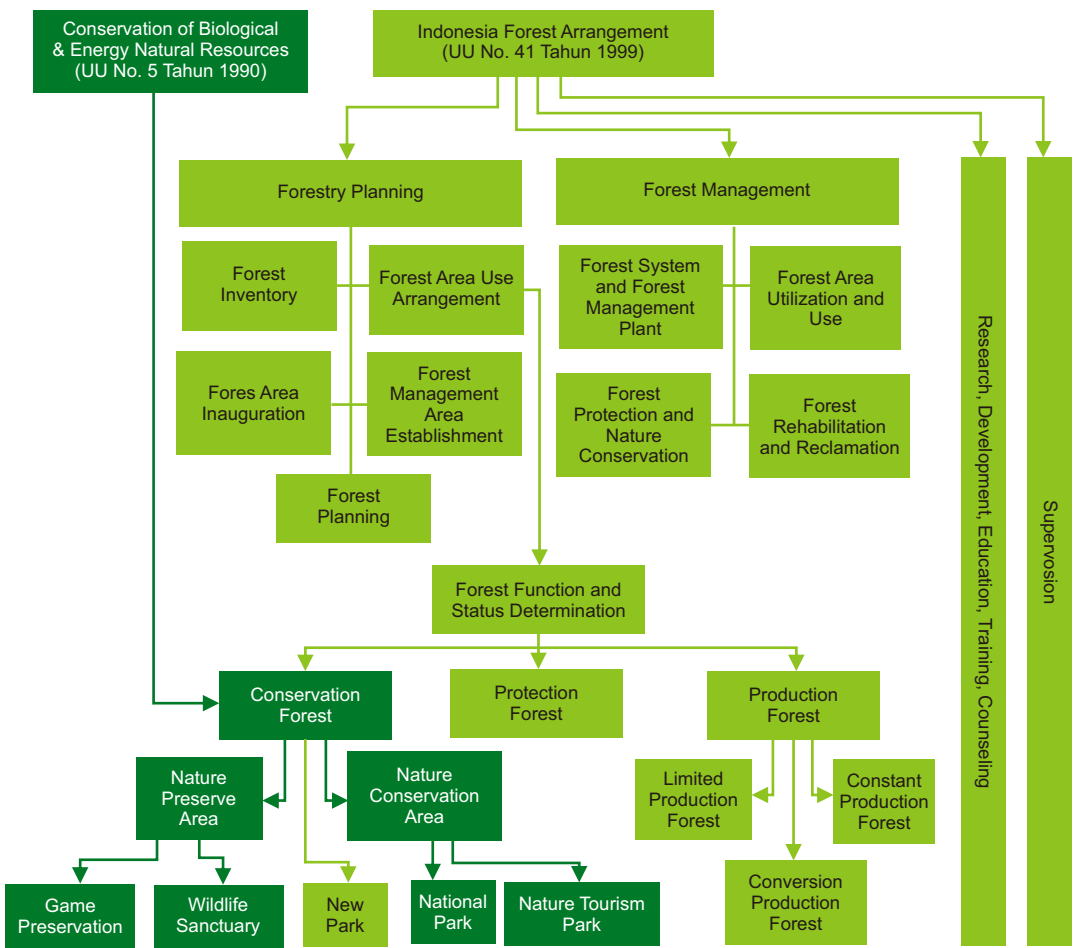 Conservation of Biological
& Energy Natural Resources
(UU No. 5 Tahun 1990)
Indonesia Forest Arrangement
(UU No. 41 Tahun 1999)
Forestry Planning
Forest Management
Forest
Inventory
Forest Area Use
Arrangement
Forest System
and Forest
Management
Plant
Forest Area
Utilization and
Use
Fores Area
Inauguration
Forest
Management
Area
Establishment
Forest
Protection and
Nature
Conservation
Forest
Rehabilitation
and Reclamation
Forest
Planning
Research, Development, Education, Training, Counseling
Supervosion
Forest Function and
Status Determination
Conservation
Forest
Protection
Forest
Production
Forest
Nature
Preserve
Area
Nature
Conservation
Area
Limited
Production
Forest
Constant
Production
Forest
Game
Preservation
Wildlife
Sanctuary
New
Park
National
Park
Nature Tourism
Park
Conversion
Production
Forest